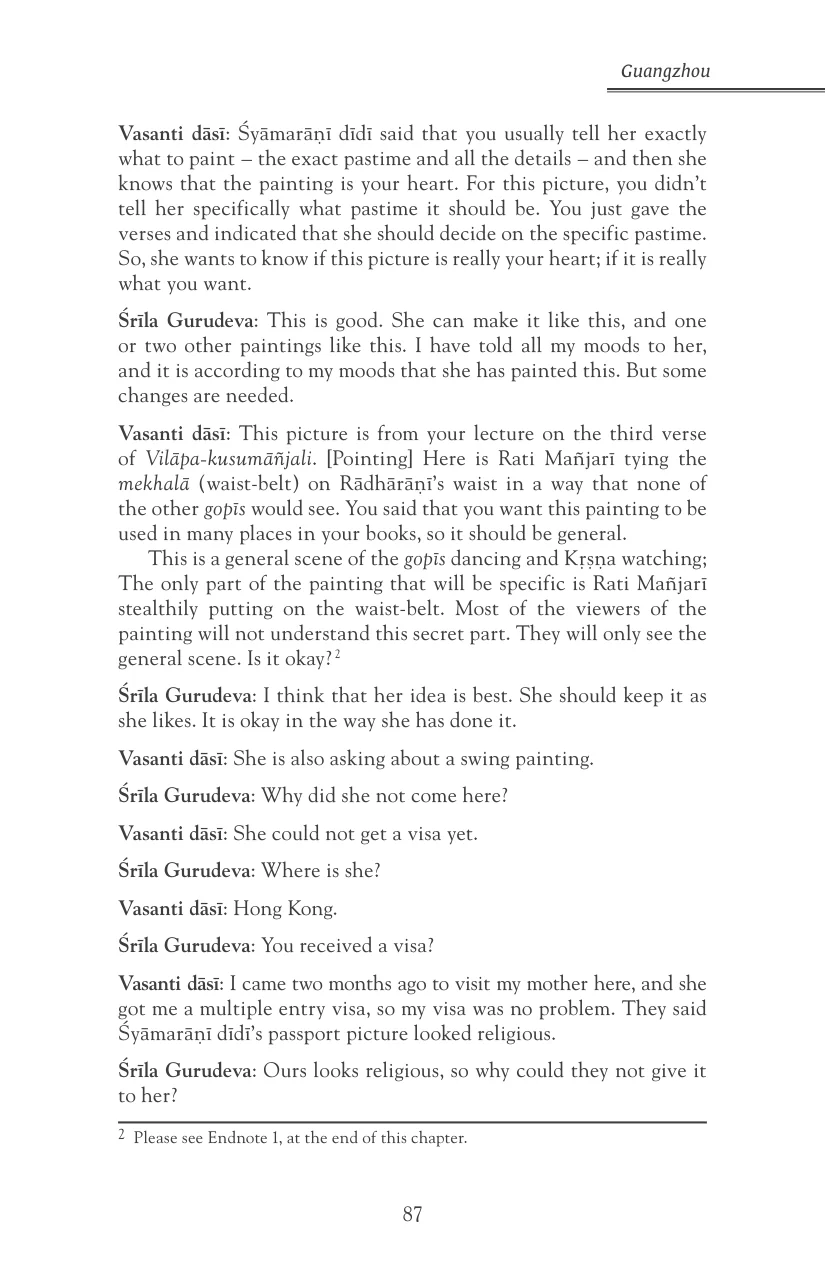 Guangzhou
Vasanti dāsī: Śyāmarāṇī dīdī said that you usually tell her exactly
what to paint – the exact pastime and all the details – and then she
knows that the painting is your heart. For this picture, you didn’t
tell her specifically what pastime it should be. You just gave the
verses and indicated that she should decide on the specific pastime.
So, she wants to know if this picture is really your heart; if it is really
what you want.
Śrīla Gurudeva: This is good. She can make it like this, and one
or two other paintings like this. I have told all my moods to her,
and it is according to my moods that she has painted this. But some
changes are needed.
Vasanti dāsī: This picture is from your lecture on the third verse
of Vilāpa-kusumāñjali. [Pointing] Here is Rati Mañjarī tying the
mekhalā (waist-belt) on Rādhārāṇī’s waist in a way that none of
the other gopīs would see. You said that you want this painting to be
used in many places in your books, so it should be general.
This is a general scene of the gopīs dancing and Kṛṣṇa watching;
The only part of the painting that will be specific is Rati Mañjarī
stealthily putting on the waist-belt. Most of the viewers of the
painting will not understand this secret part. They will only see the
general scene. Is it okay? 2
Śrīla Gurudeva: I think that her idea is best. She should keep it as
she likes. It is okay in the way she has done it.
Vasanti dāsī: She is also asking about a swing painting.
Śrīla Gurudeva: Why did she not come here?
Vasanti dāsī: She could not get a visa yet.
Śrīla Gurudeva: Where is she?
Vasanti dāsī: Hong Kong.
Śrīla Gurudeva: You received a visa?
Vasanti dāsī: I came two months ago to visit my mother here, and she
got me a multiple entry visa, so my visa was no problem. They said
Śyāmarāṇī dīdī’s passport picture looked religious.
Śrīla Gurudeva: Ours looks religious, so why could they not give it
to her?
2 Please see Endnote 1, at the end of this chapter.
87